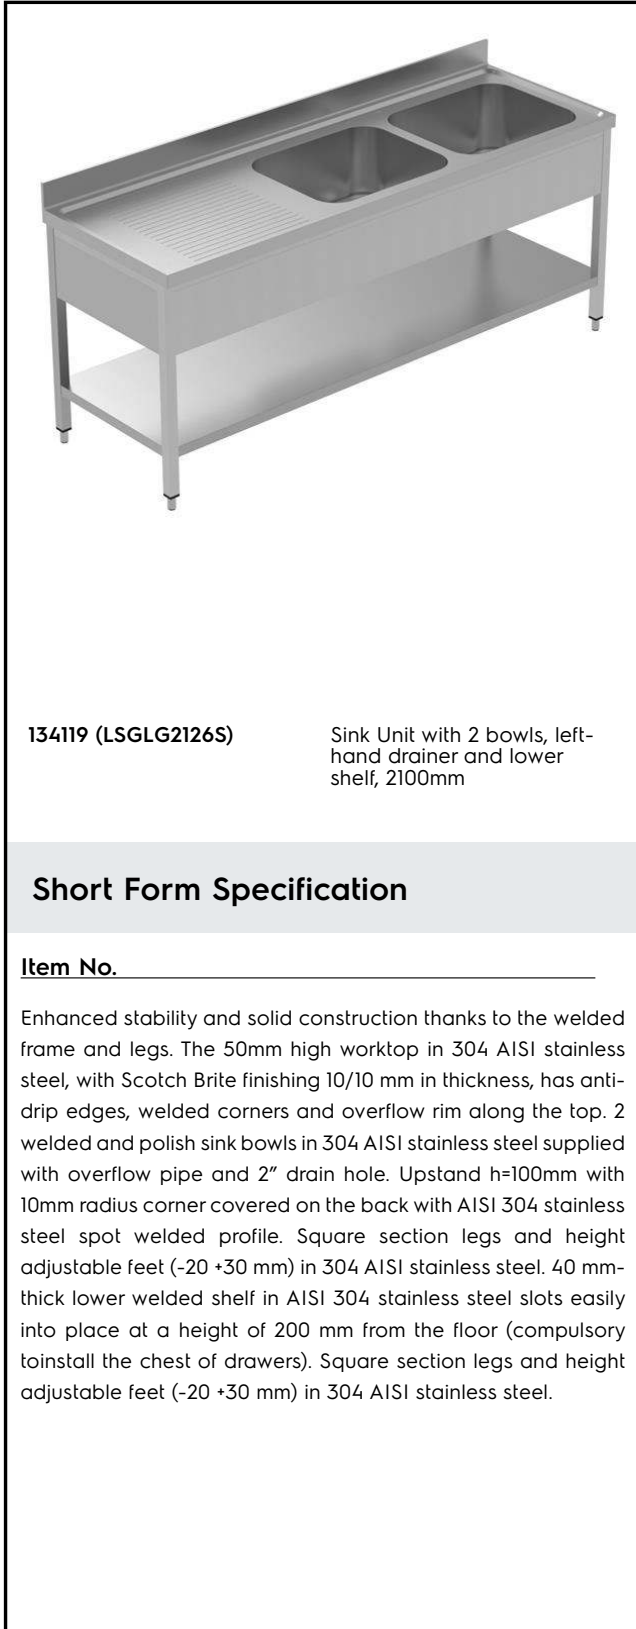 134119 (LSGLG2126S)
Sink Unit with 2 bowls, left-
hand drainer and lower
shelf, 2100mm
Short Form Specification
Item No.
Enhanced stability and solid construction thanks to the welded
frame and legs. The 50mm high worktop in 304 AISI stainless
steel, with Scotch Brite finishing 10/10 mm in thickness, has anti-
drip edges, welded corners and overflow rim along the top. 2
welded and polish sink bowls in 304 AISI stainless steel supplied
with overflow pipe and 2” drain hole. Upstand h=100mm with
10mm radius corner covered on the back with AISI 304 stainless
steel spot welded profile. Square section legs and height
adjustable feet (-20 +30 mm) in 304 AISI stainless steel. 40 mm-
thick lower welded shelf in AISI 304 stainless steel slots easily
into place at a height of 200 mm from the floor (compulsory
toinstall the chest of drawers). Square section legs and height
adjustable feet (-20 +30 mm) in 304 AISI stainless steel.